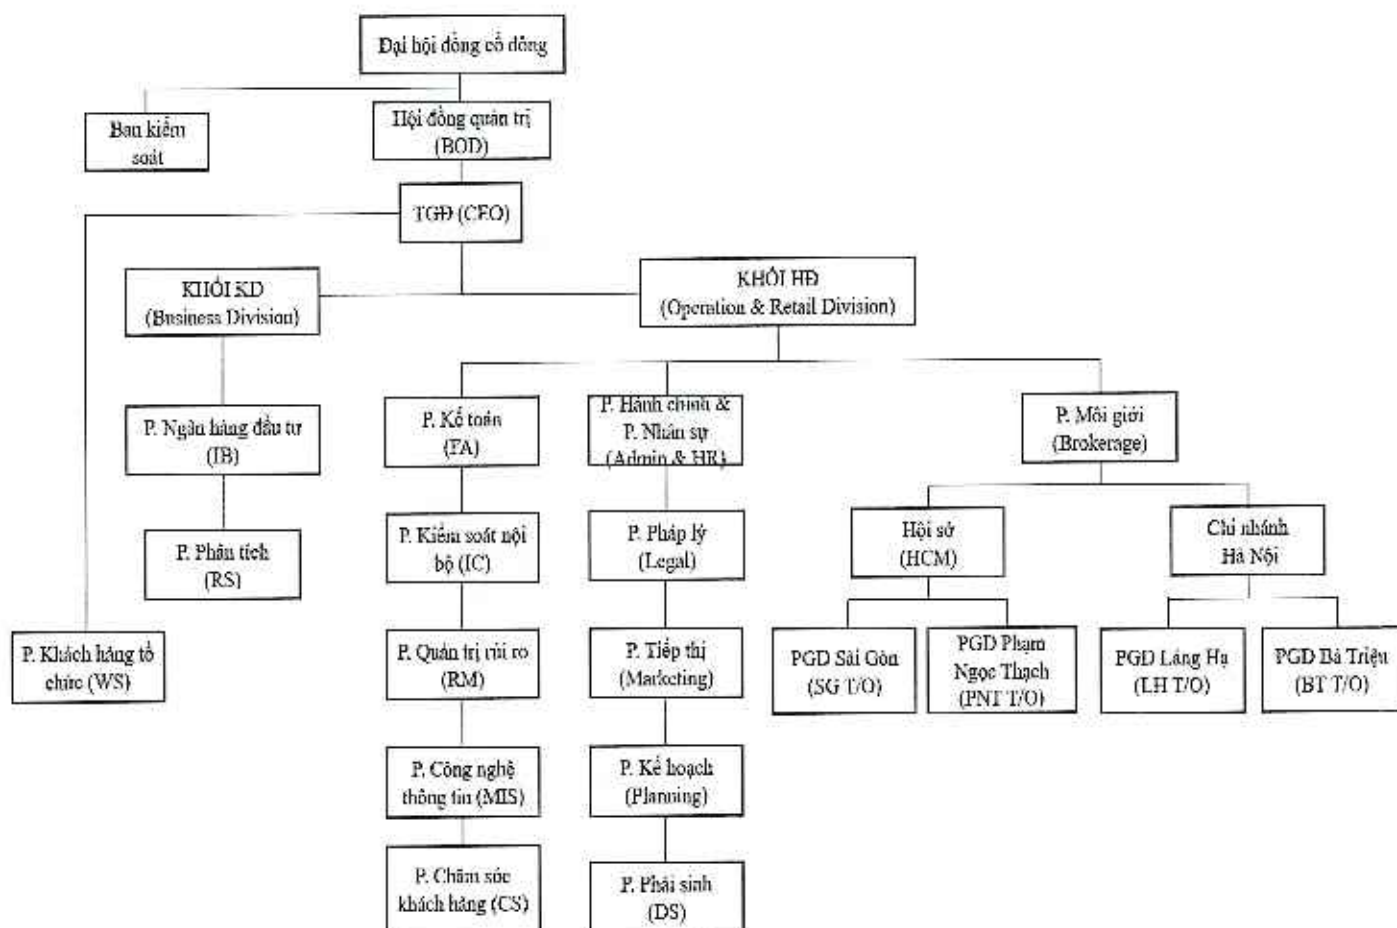 Đại hội đồng cổ đông
Ban kiểm
soát
Hội đồng quản trị
(BOD)
TGĐ (CEO)
KHỐI KD
(Business Division)
KHỐI HĐ
(Operation & Retail Division)
P. Ngân hàng đầu tư
(IB)
P. Phân tích
(RS)
P. Khách hàng tổ
chức (WS)
P. Kế toán
(FA)
P. Kiểm soát nội
bộ (IC)
P. Quản trị rủi ro
(RM)
P. Công nghệ
thông tin (MIS)
P. Chăm sóc
khách hàng (CS)
P. Hành chính &
P. Nhân sự
(Admin & HR)
P. Pháp lý
(Legal)
P. Tiếp thị
(Marketing)
P. Kế hoạch
(Planning)
P. Phái sinh
(DS)
P. Môi giới
(Brokerage)
Hội sở
(HCM)
Chi nhánh
Hà Nội
PGD Sài Gòn
(SG T/O)
PGD Phạm
Ngọc Thạch
(PNT T/O)
PGD Láng Hạ
(LH T/O)
PGD Bà Triệu
(BT T/O)